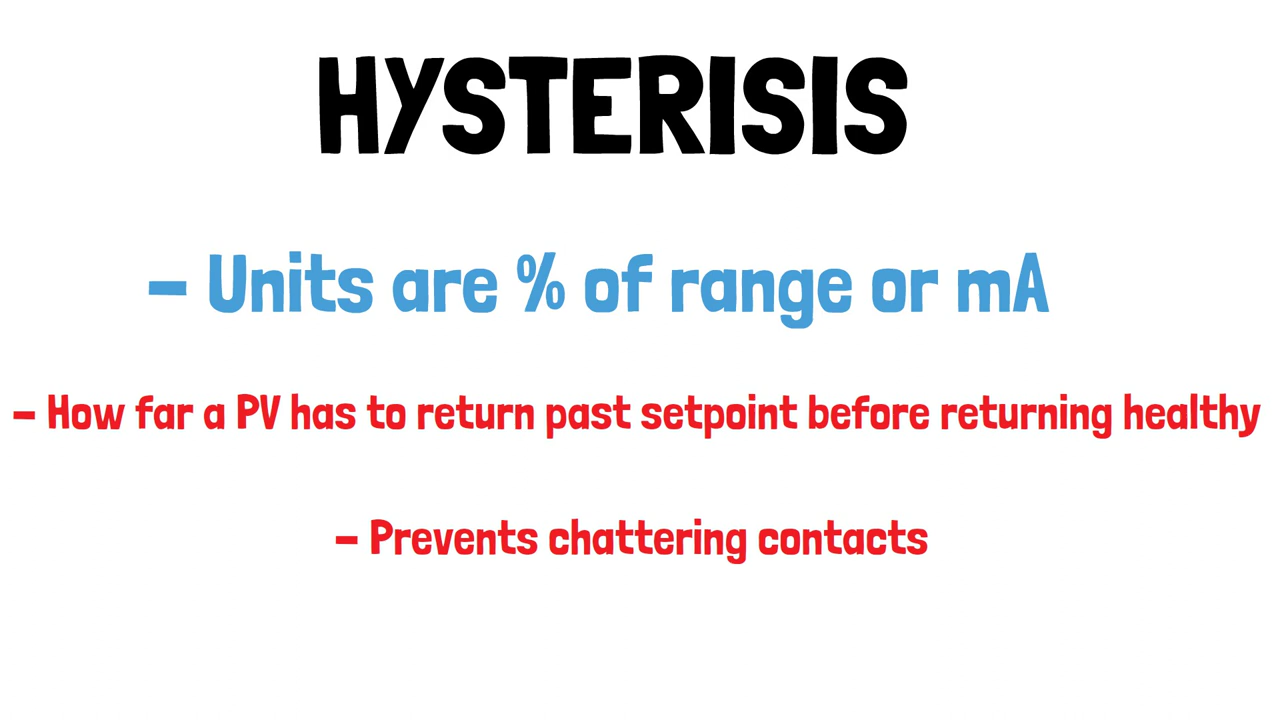 HYSTERISIS
- Units are % of range or mA
- How far a PV has to return past setpoint before returning healthy
- Prevents chattering contacts